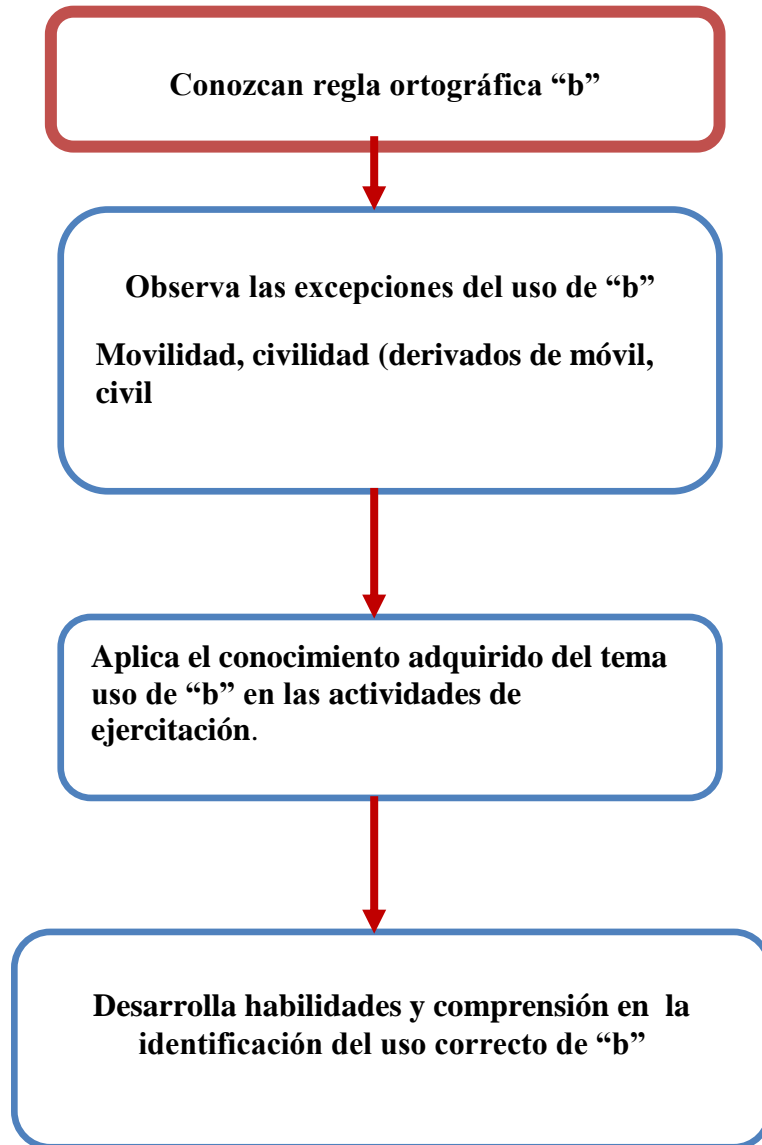 Conozcan regla ortográfica “b”
Observa las excepciones del uso de “b”
Movilidad, civilidad (derivados de móvil,
civil
Aplica el conocimiento adquirido del tema
uso de “b” en las actividades de
ejercitación.
Desarrolla habilidades y comprensión en  la
identificación del uso correcto de “b”